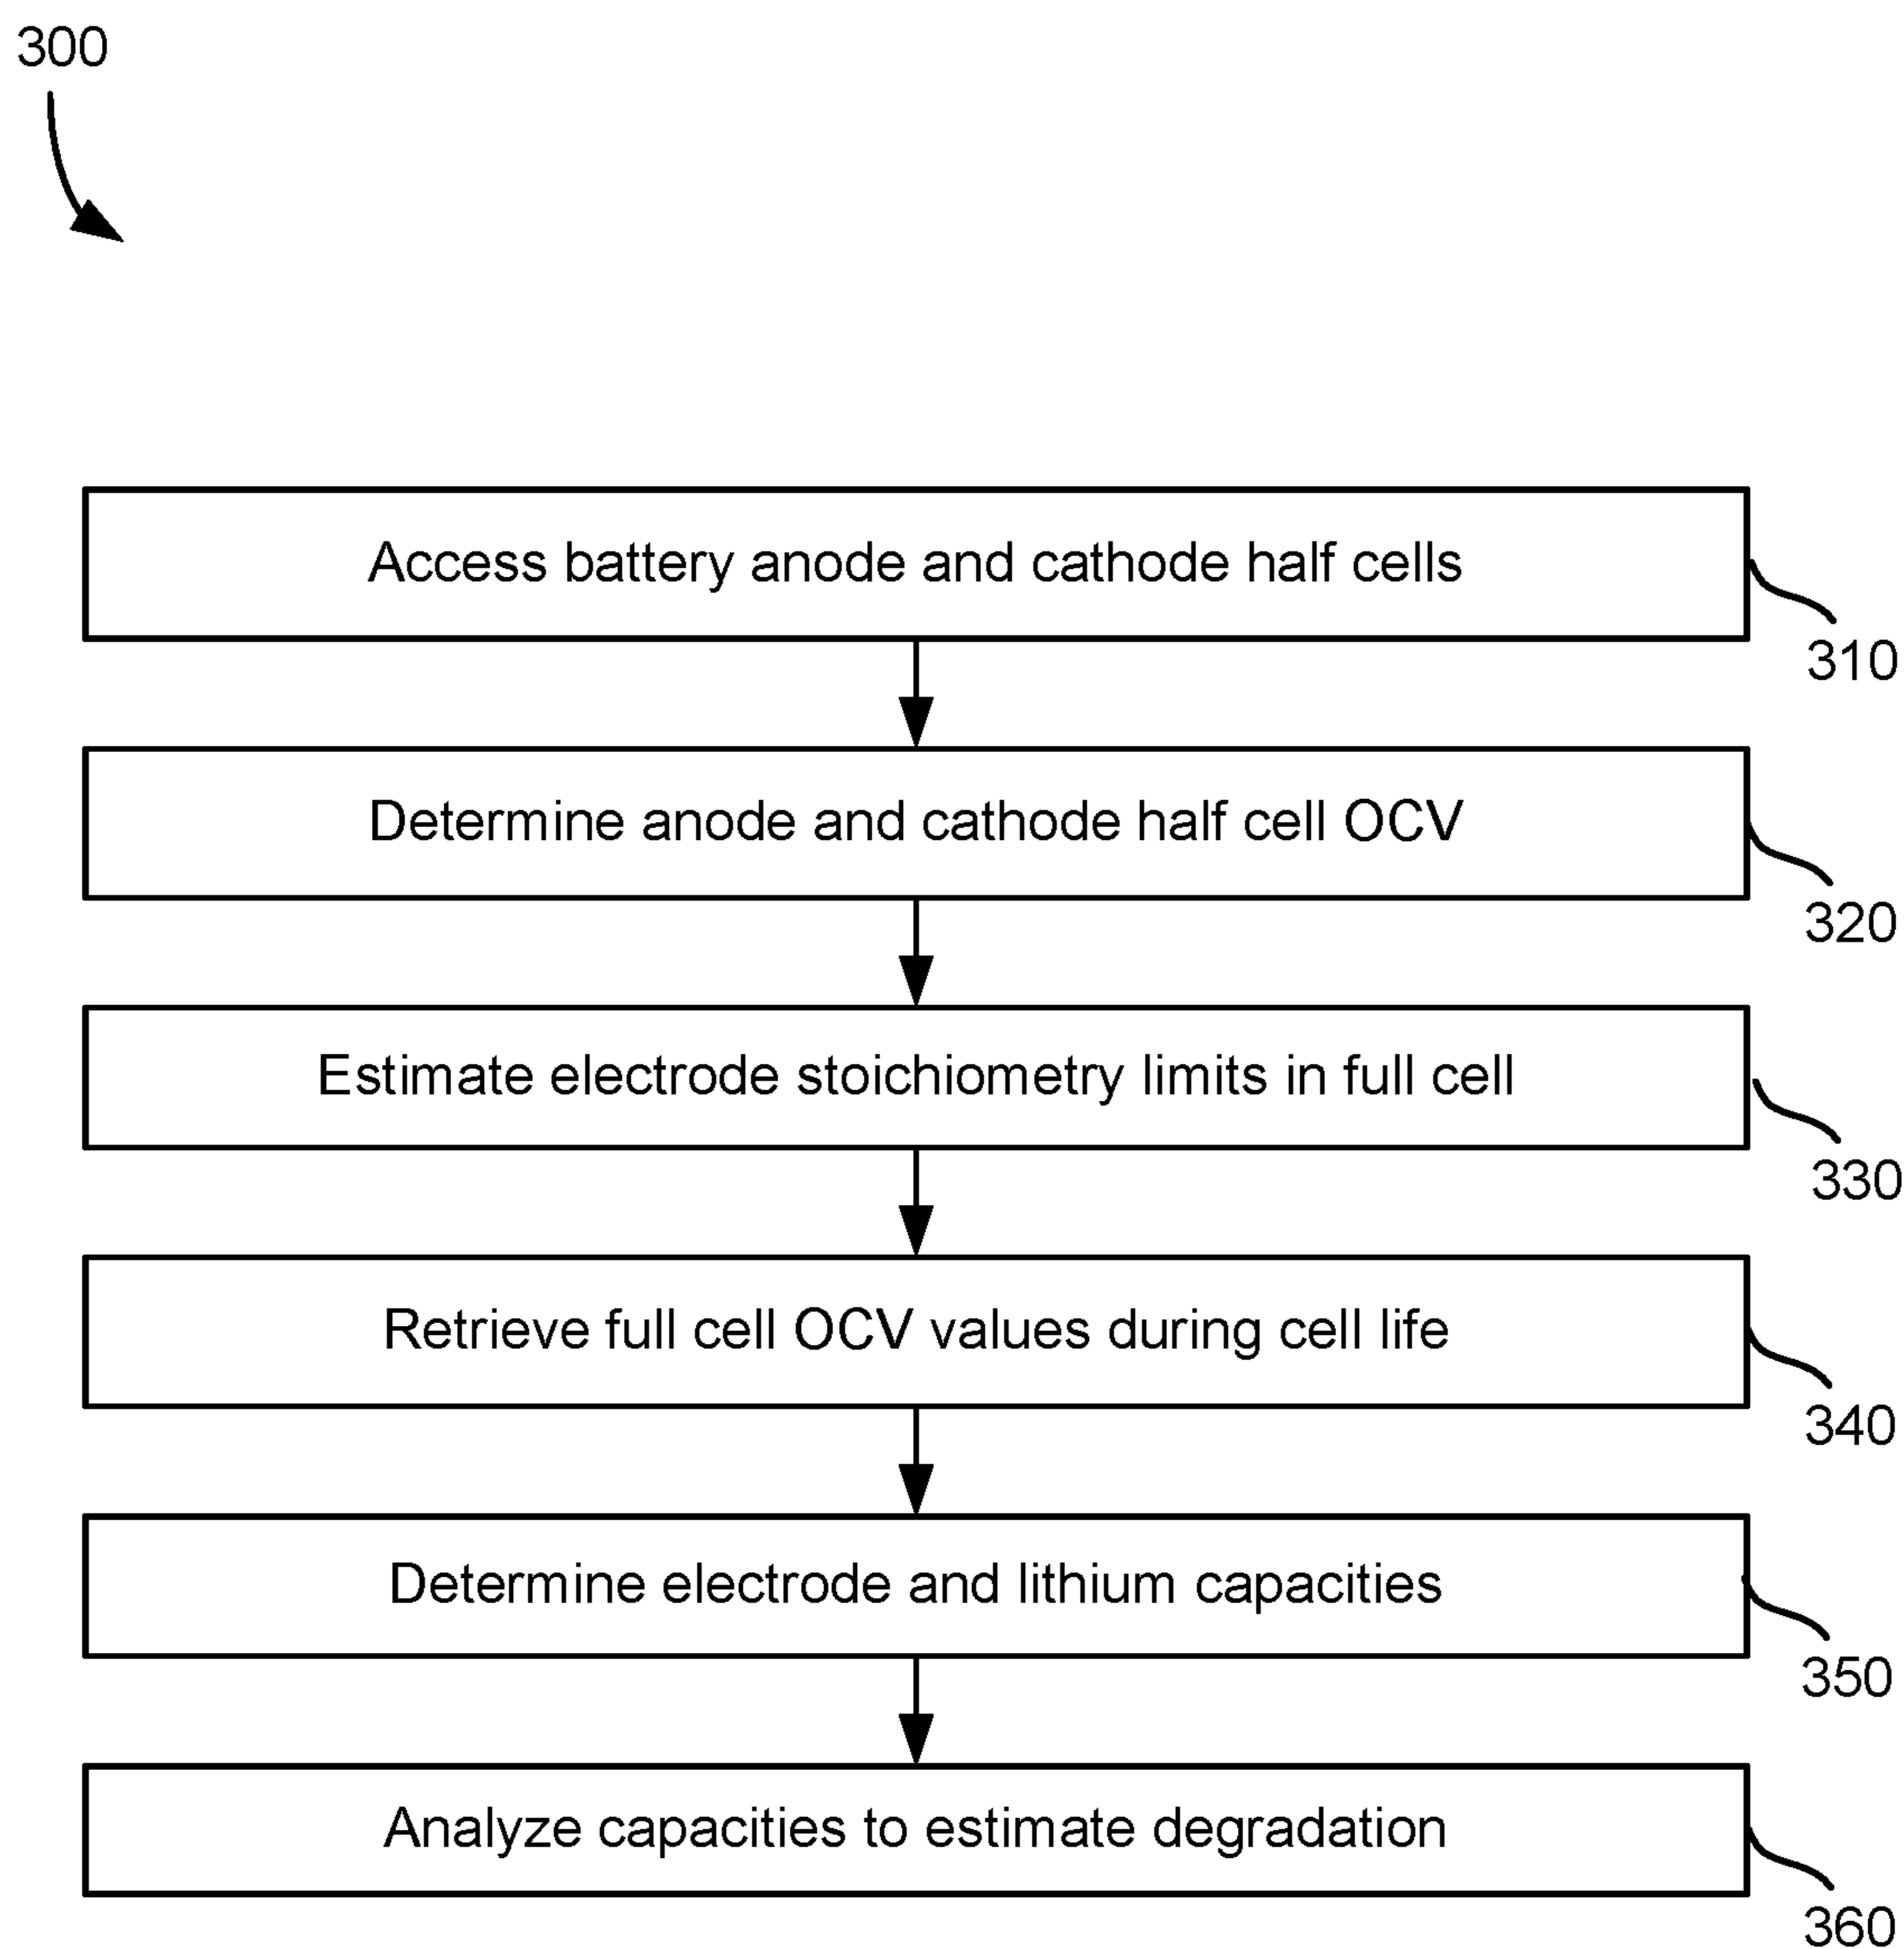 300
Access battery anode and cathode half cells
310
Determine anode and cathode half cell OCV
320
Estimate electrode stoichiometry limits in full cell
330
Retrieve full cell OCV values during cell life
340
Determine electrode and lithium capacities
350
Analyze capacities to estimate degradation
360